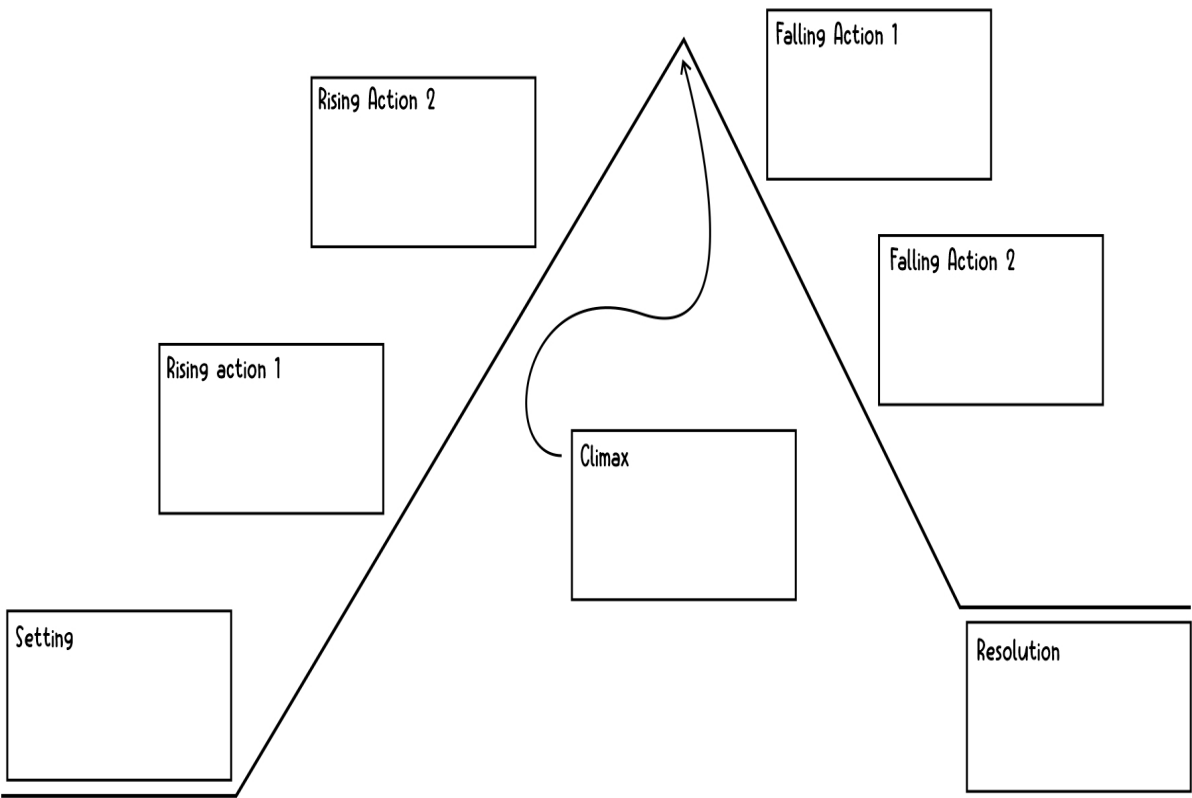 Falling Action 1
Rising Action 2
Falling Action 2
Rising action 1
Climax
Setting
Resolution